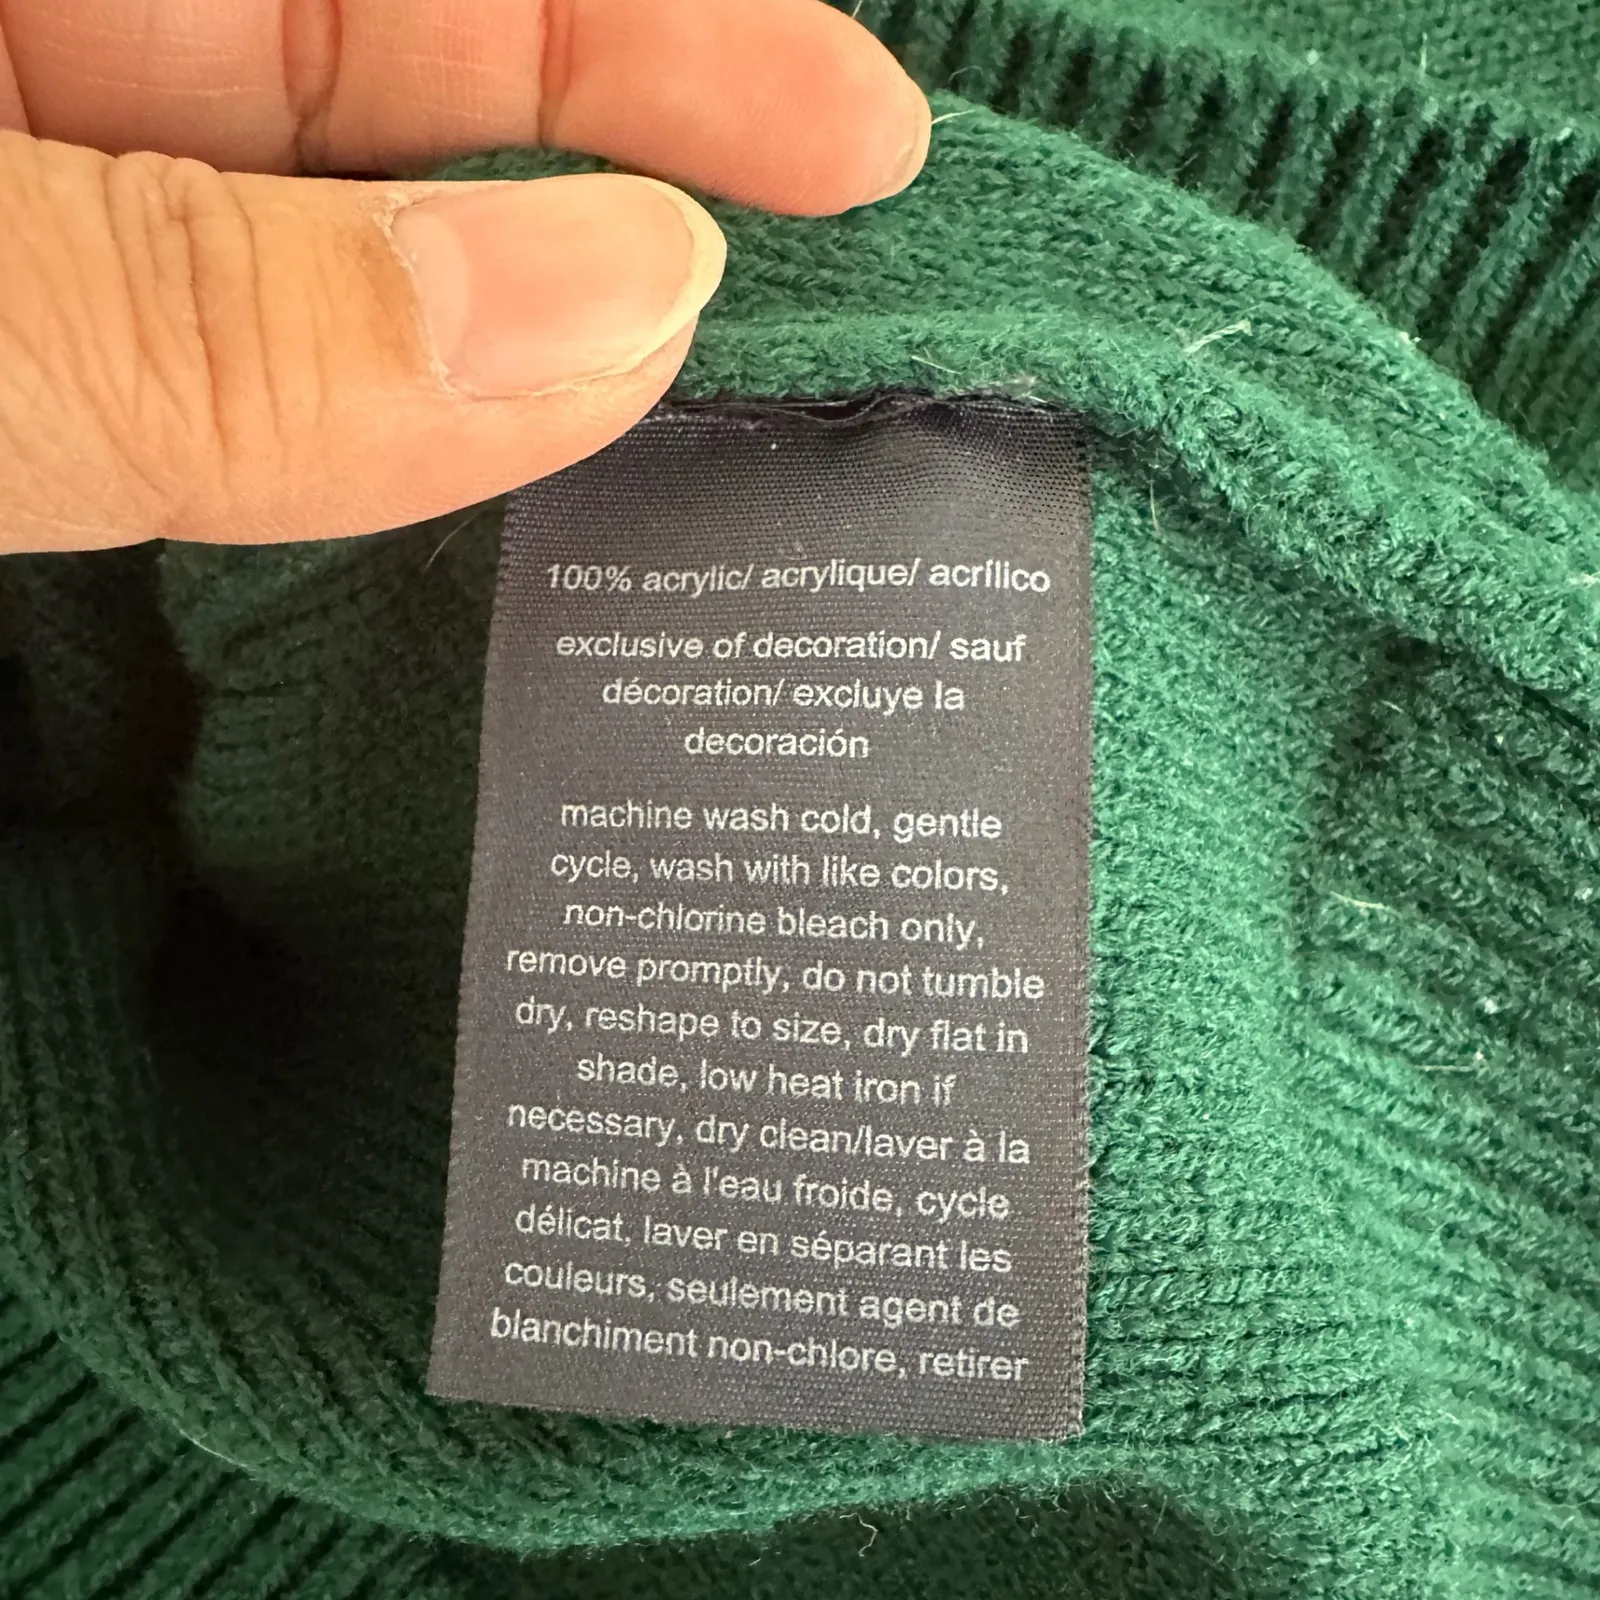 100% acrylic/ acrylique/ acrílico
exclusive of decoration/ sauf
décoration/ excluye la
decoración
machine wash cold, gentle
cycle, wash with like colors,
non-chlorine bleach only,
remove promptly, do not tumble
dry, reshape to size, dry flat in
shade, low heat iron if
necessary, dry clean/laver à la
machine à l'eau froide, cycle
délicat, laver en séparant les
couleurs, seulement agent de
blanchiment non-chlore, retirer